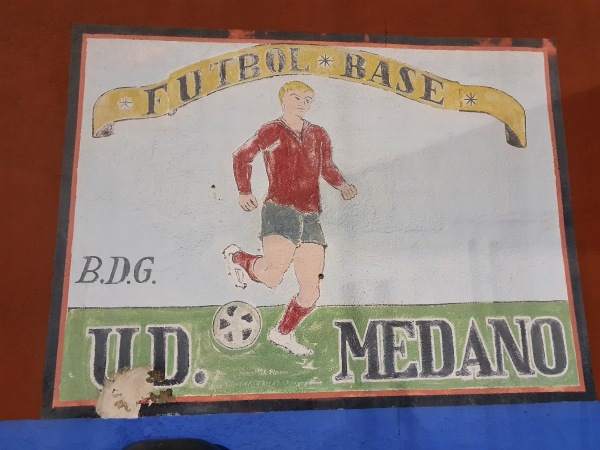 FUTBOL * BASE *
B.D.G.
U.D. MEDANO